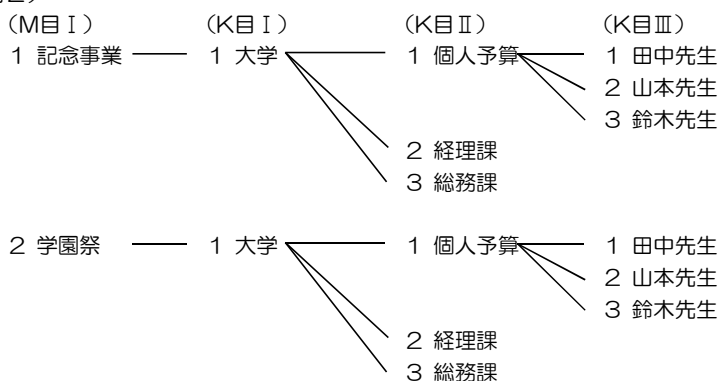 （M目Ⅰ） （K目Ⅰ） （K目Ⅱ） （K目Ⅲ）
１ 記念事業 １ 大学 １ 個人予算 １ 田中先生
２ 山本先生
３ 鈴木先生
２ 経理課
３ 総務課
２ 学園祭 １ 大学 １ 個人予算 １ 田中先生
２ 山本先生
３ 鈴木先生
２ 経理課
３ 総務課